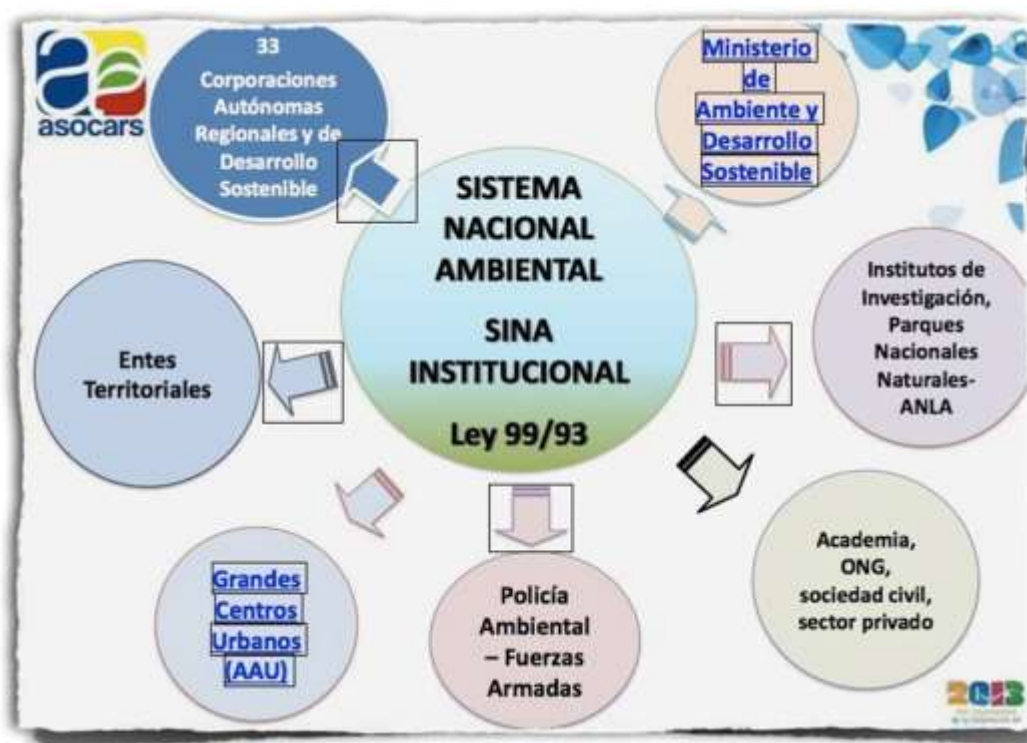 asocars
33
Corporaciones
Autónomas
Regionales y de
Desarrollo
Sostenible
Ministerio
de
Ambiente y
Desarrollo
Sostenible
SISTEMA
NACIONAL
AMBIENTAL
SINA
INSTITUCIONAL
Ley 99/93
Institutos de
Investigación,
Parques
Nacionales
Naturales-
ANLA
Entes
Territoriales
Academia,
ONG,
sociedad civil,
sector privado
Grandes
Centros
Urbanos
(AAU)
Policía
Ambiental
– Fuerzas
Armadas
2013